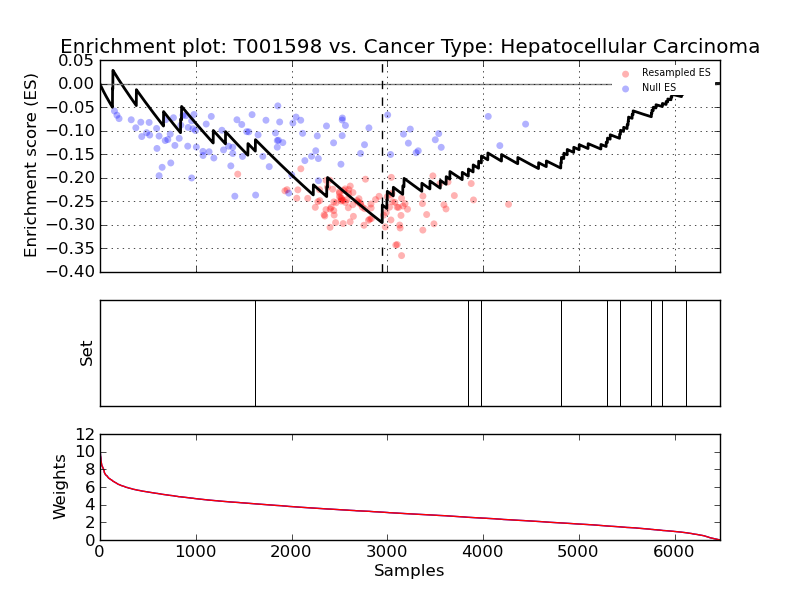 Enrichment plot: T001598 vs. Cancer Type: Hepatocellular Carcinoma
Enrichment score (ES)
0.05
0.00
−0.05
−0.10
−0.15
−0.20
−0.25
−0.30
−0.35
−0.40
Resampled ES
Null ES
Set
Weights
12
10
8
6
4
2
0
0 1000 2000 3000 4000 5000 6000
Samples